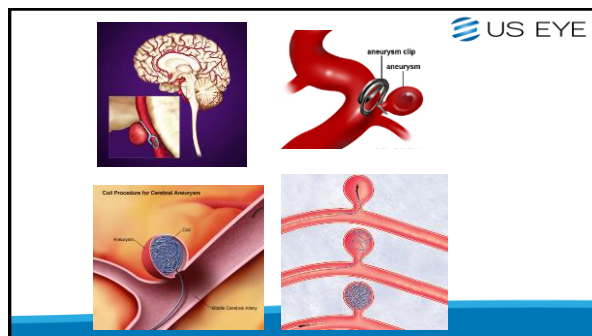 US EYE
aneurysm clip
aneurysm
Coil Procedure for Cerebral Aneurysm
Coil
Aneurysm
Middle Cerebral Artery